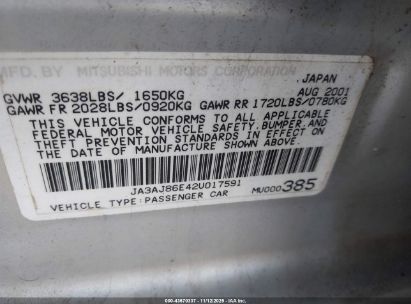 MFD. BY MITSUBISHI MOTORS CORPORATION
JAPAN
GVWR 3638LBS/ 1650KG AUG 2001
GAWR FR 2028LBS/0920KG GAWR RR 1720LBS/0780KG
THIS VEHICLE CONFORMS TO ALL APPLICABLE
FEDERAL MOTOR VEHICLE SAFETY, BUMPER, AND
THEFT PREVENTION STANDARDS IN EFFECT ON
THE DATE OF MANUFACTURE SHOWN ABOVE.
JA3AJ86E42U017591
MU000385
VEHICLE TYPE:PASSENGER CAR